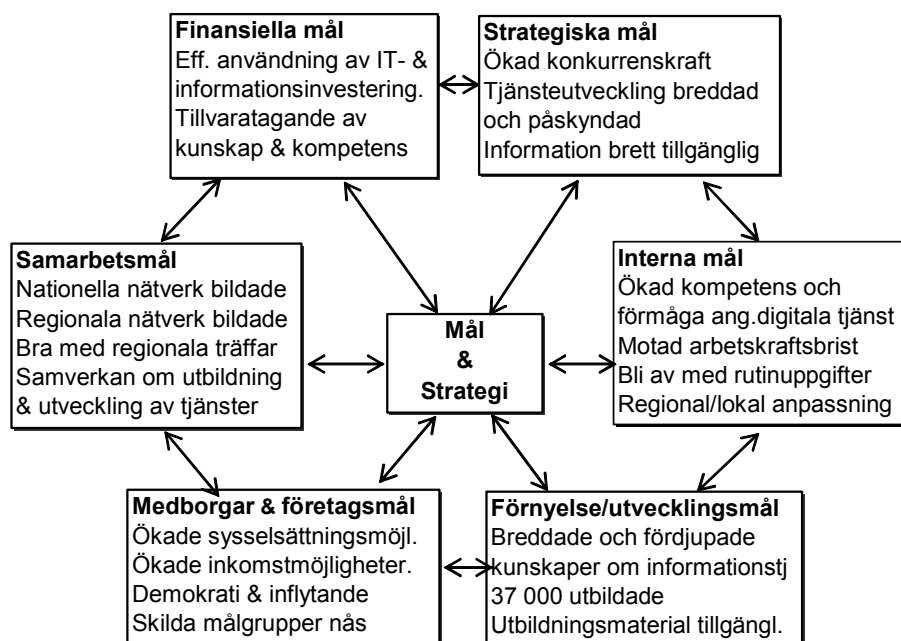 Finansiella mål
Eff. användning av IT- &
informationsinvestering.
Tillvaratagande av
kunskap & kompetens
Strategiska mål
Ökad konkurrenskraft
Tjänsteutveckling breddad
och påskyndad
Information brett tillgänglig
Samarbetsmål
Nationella nätverk bildade
Regionala nätverk bildade
Bra med regionala träffar
Samverkan om utbildning
& utveckling av tjänster
Mål
&
Strategi
Interna mål
Ökad kompetens och
förmåga ang.digitala tjänst
Motad arbetskraftsbrist
Bli av med rutinuppgifter
Regional/lokal anpassning
Medborgar & företagsmål
Ökade sysselsättningsmöjl.
Ökade inkomstmöjligheter.
Demokrati & inflytande
Skilda målgrupper nås
Förnyelse/utvecklingsmål
Breddade och fördjupade
kunskaper om informationstj
37 000 utbildade
Utbildningsmaterial tillgängl.